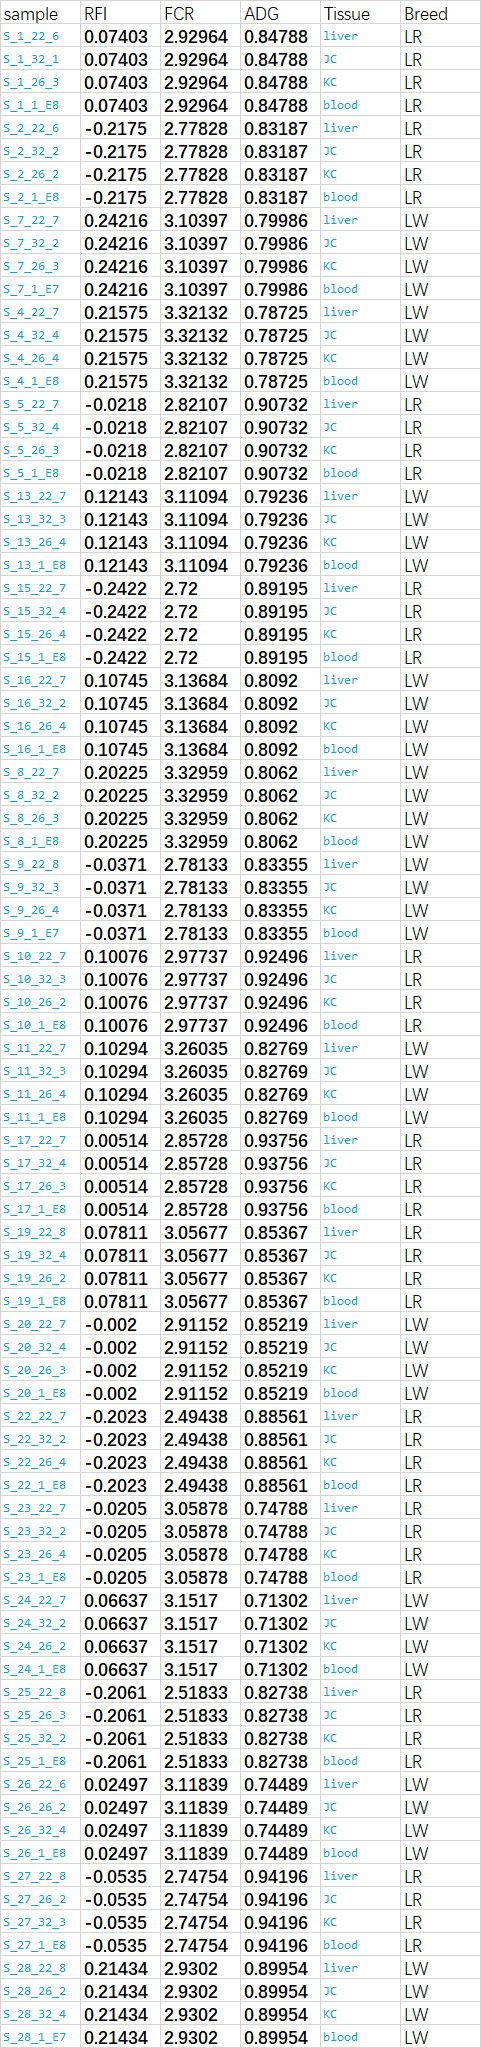 sample RFI FCR ADG Tissue Breed
S_1_22_6 0.07403 2.92964 0.84788 liver LR
S_1_32_1 0.07403 2.92964 0.84788 JC LR
S_1_26_3 0.07403 2.92964 0.84788 KC LR
S_1_1_E8 0.07403 2.92964 0.84788 blood LR
S_2_22_6 -0.2175 2.77828 0.83187 liver LR
S_2_32_2 -0.2175 2.77828 0.83187 JC LR
S_2_26_2 -0.2175 2.77828 0.83187 KC LR
S_2_1_E8 -0.2175 2.77828 0.83187 blood LR
S_7_22_7 0.24216 3.10397 0.79986 liver LW
S_7_32_2 0.24216 3.10397 0.79986 JC LW
S_7_26_3 0.24216 3.10397 0.79986 KC LW
S_7_1_E7 0.24216 3.10397 0.79986 blood LW
S_4_22_7 0.21575 3.32132 0.78725 liver LW
S_4_32_4 0.21575 3.32132 0.78725 JC LW
S_4_26_4 0.21575 3.32132 0.78725 KC LW
S_4_1_E8 0.21575 3.32132 0.78725 blood LW
S_5_22_7 -0.0218 2.82107 0.90732 liver LR
S_5_32_4 -0.0218 2.82107 0.90732 JC LR
S_5_26_3 -0.0218 2.82107 0.90732 KC LR
S_5_1_E8 -0.0218 2.82107 0.90732 blood LR
S_13_22_7 0.12143 3.11094 0.79236 liver LW
S_13_32_3 0.12143 3.11094 0.79236 JC LW
S_13_26_4 0.12143 3.11094 0.79236 KC LW
S_13_1_E8 0.12143 3.11094 0.79236 blood LW
S_15_22_7 -0.2422 2.72 0.89195 liver LR
S_15_32_4 -0.2422 2.72 0.89195 JC LR
S_15_26_4 -0.2422 2.72 0.89195 KC LR
S_15_1_E8 -0.2422 2.72 0.89195 blood LR
S_16_22_7 0.10745 3.13684 0.8092 liver LW
S_16_32_2 0.10745 3.13684 0.8092 JC LW
S_16_26_4 0.10745 3.13684 0.8092 KC LW
S_16_1_E8 0.10745 3.13684 0.8092 blood LW
S_8_22_7 0.20225 3.32959 0.8062 liver LW
S_8_32_2 0.20225 3.32959 0.8062 JC LW
S_8_26_3 0.20225 3.32959 0.8062 KC LW
S_8_1_E8 0.20225 3.32959 0.8062 blood LW
S_9_22_8 -0.0371 2.78133 0.83355 liver LW
S_9_32_3 -0.0371 2.78133 0.83355 JC LW
S_9_26_4 -0.0371 2.78133 0.83355 KC LW
S_9_1_E7 -0.0371 2.78133 0.83355 blood LW
S_10_22_7 0.10076 2.97737 0.92496 liver LR
S_10_32_3 0.10076 2.97737 0.92496 JC LR
S_10_26_2 0.10076 2.97737 0.92496 KC LR
S_10_1_E8 0.10076 2.97737 0.92496 blood LR
S_11_22_7 0.10294 3.26035 0.82769 liver LW
S_11_32_3 0.10294 3.26035 0.82769 JC LW
S_11_26_4 0.10294 3.26035 0.82769 KC LW
S_11_1_E8 0.10294 3.26035 0.82769 blood LW
S_17_22_7 0.00514 2.85728 0.93756 liver LR
S_17_32_4 0.00514 2.85728 0.93756 JC LR
S_17_26_3 0.00514 2.85728 0.93756 KC LR
S_17_1_E8 0.00514 2.85728 0.93756 blood LR
S_19_22_8 0.07811 3.05677 0.85367 liver LR
S_19_32_4 0.07811 3.05677 0.85367 JC LR
S_19_26_2 0.07811 3.05677 0.85367 KC LR
S_19_1_E8 0.07811 3.05677 0.85367 blood LR
S_20_22_7 -0.002 2.91152 0.85219 liver LW
S_20_32_4 -0.002 2.91152 0.85219 JC LW
S_20_26_3 -0.002 2.91152 0.85219 KC LW
S_20_1_E8 -0.002 2.91152 0.85219 blood LW
S_22_22_7 -0.2023 2.49438 0.88561 liver LR
S_22_32_2 -0.2023 2.49438 0.88561 JC LR
S_22_26_4 -0.2023 2.49438 0.88561 KC LR
S_22_1_E8 -0.2023 2.49438 0.88561 blood LR
S_23_22_7 -0.0205 3.05878 0.74788 liver LR
S_23_32_2 -0.0205 3.05878 0.74788 JC LR
S_23_26_4 -0.0205 3.05878 0.74788 KC LR
S_23_1_E8 -0.0205 3.05878 0.74788 blood LR
S_24_22_7 0.06637 3.1517 0.71302 liver LW
S_24_32_2 0.06637 3.1517 0.71302 JC LW
S_24_26_2 0.06637 3.1517 0.71302 KC LW
S_24_1_E8 0.06637 3.1517 0.71302 blood LW
S_25_22_8 -0.2061 2.51833 0.82738 liver LR
S_25_26_3 -0.2061 2.51833 0.82738 JC LR
S_25_32_2 -0.2061 2.51833 0.82738 KC LR
S_25_1_E8 -0.2061 2.51833 0.82738 blood LR
S_26_22_6 0.02497 3.11839 0.74489 liver LW
S_26_26_2 0.02497 3.11839 0.74489 JC LW
S_26_32_4 0.02497 3.11839 0.74489 KC LW
S_26_1_E8 0.02497 3.11839 0.74489 blood LW
S_27_22_8 -0.0535 2.74754 0.94196 liver LR
S_27_26_2 -0.0535 2.74754 0.94196 JC LR
S_27_32_3 -0.0535 2.74754 0.94196 KC LR
S_27_1_E8 -0.0535 2.74754 0.94196 blood LR
S_28_22_8 0.21434 2.9302 0.89954 liver LW
S_28_26_2 0.21434 2.9302 0.89954 JC LW
S_28_32_4 0.21434 2.9302 0.89954 KC LW
S_28_1_E7 0.21434 2.9302 0.89954 blood LW